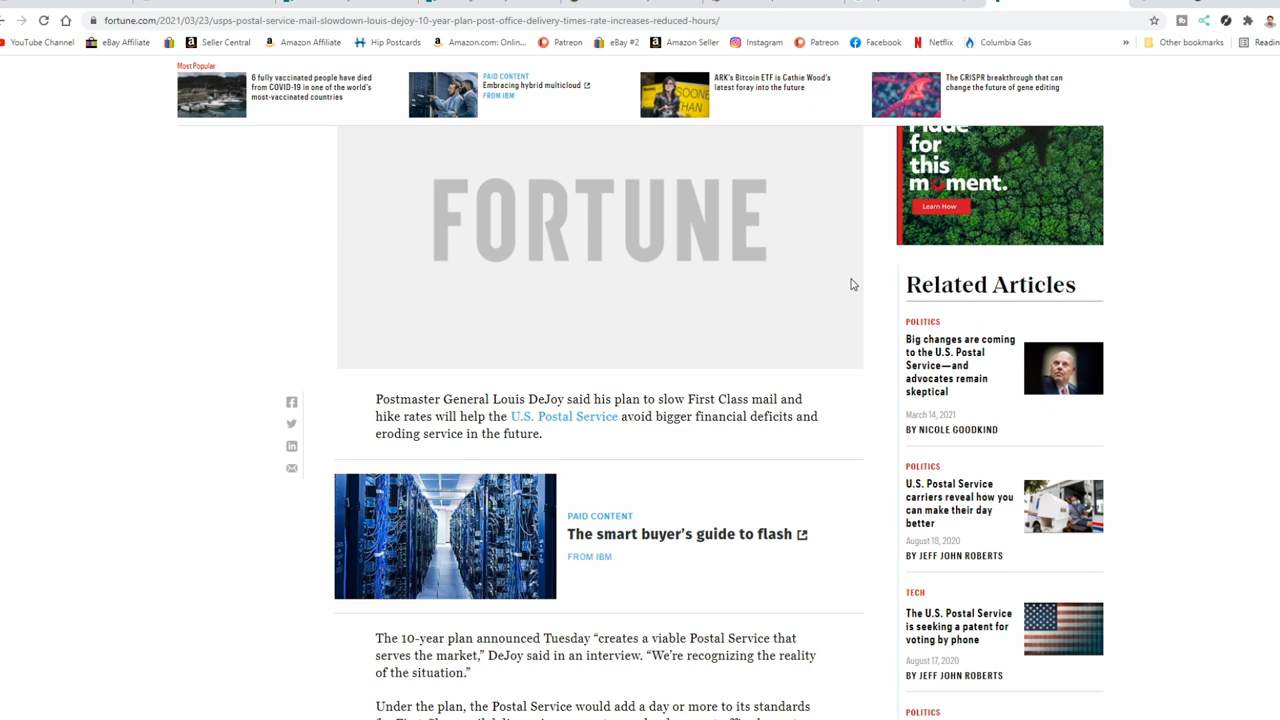 fortune.com/2021/03/23/usps-postal-service-mail-slowdown-louis-dejoy-10-year-plan-post-office-delivery-times-rate-increases-reduced-hours/
YouTube Channel eBay Affiliate Seller Central Amazon Affiliate Hip Postcards Amazon.com: Onlin... Patreon eBay #2 Amazon Seller Instagram Patreon Facebook Netflix Columbia Gas » Other bookmarks
Most Popular
6 fully vaccinated people have died
from COVID-19 in one of the world's
most-vaccinated countries
PAID CONTENT
Embracing hybrid multicloud
FROM IBM
ARK's Bitcoin ETF is Cathie Wood's
latest foray into the future
The CRISPR breakthrough that can
change the future of gene editing
FORTUNE
for
this
moment.
Learn How
Postmaster General Louis DeJoy said his plan to slow First Class mail and
hike rates will help the U.S. Postal Service avoid bigger financial deficits and
eroding service in the future.
PAID CONTENT
The smart buyer's guide to flash
FROM IBM
The 10-year plan announced Tuesday “creates a viable Postal Service that
serves the market,” DeJoy said in an interview. “We're recognizing the reality
of the situation.”
Under the plan, the Postal Service would add a day or more to its standards
Related Articles
POLITICS
Big changes are coming
to the U.S. Postal
Service—and
advocates remain
skeptical
March 14, 2021
BY NICOLE GOODKIND
POLITICS
U.S. Postal Service
carriers reveal how you
can make their day
better
August 18, 2020
BY JEFF JOHN ROBERTS
TECH
The U.S. Postal Service
is seeking a patent for
voting by phone
August 17, 2020
BY JEFF JOHN ROBERTS
POLITICS